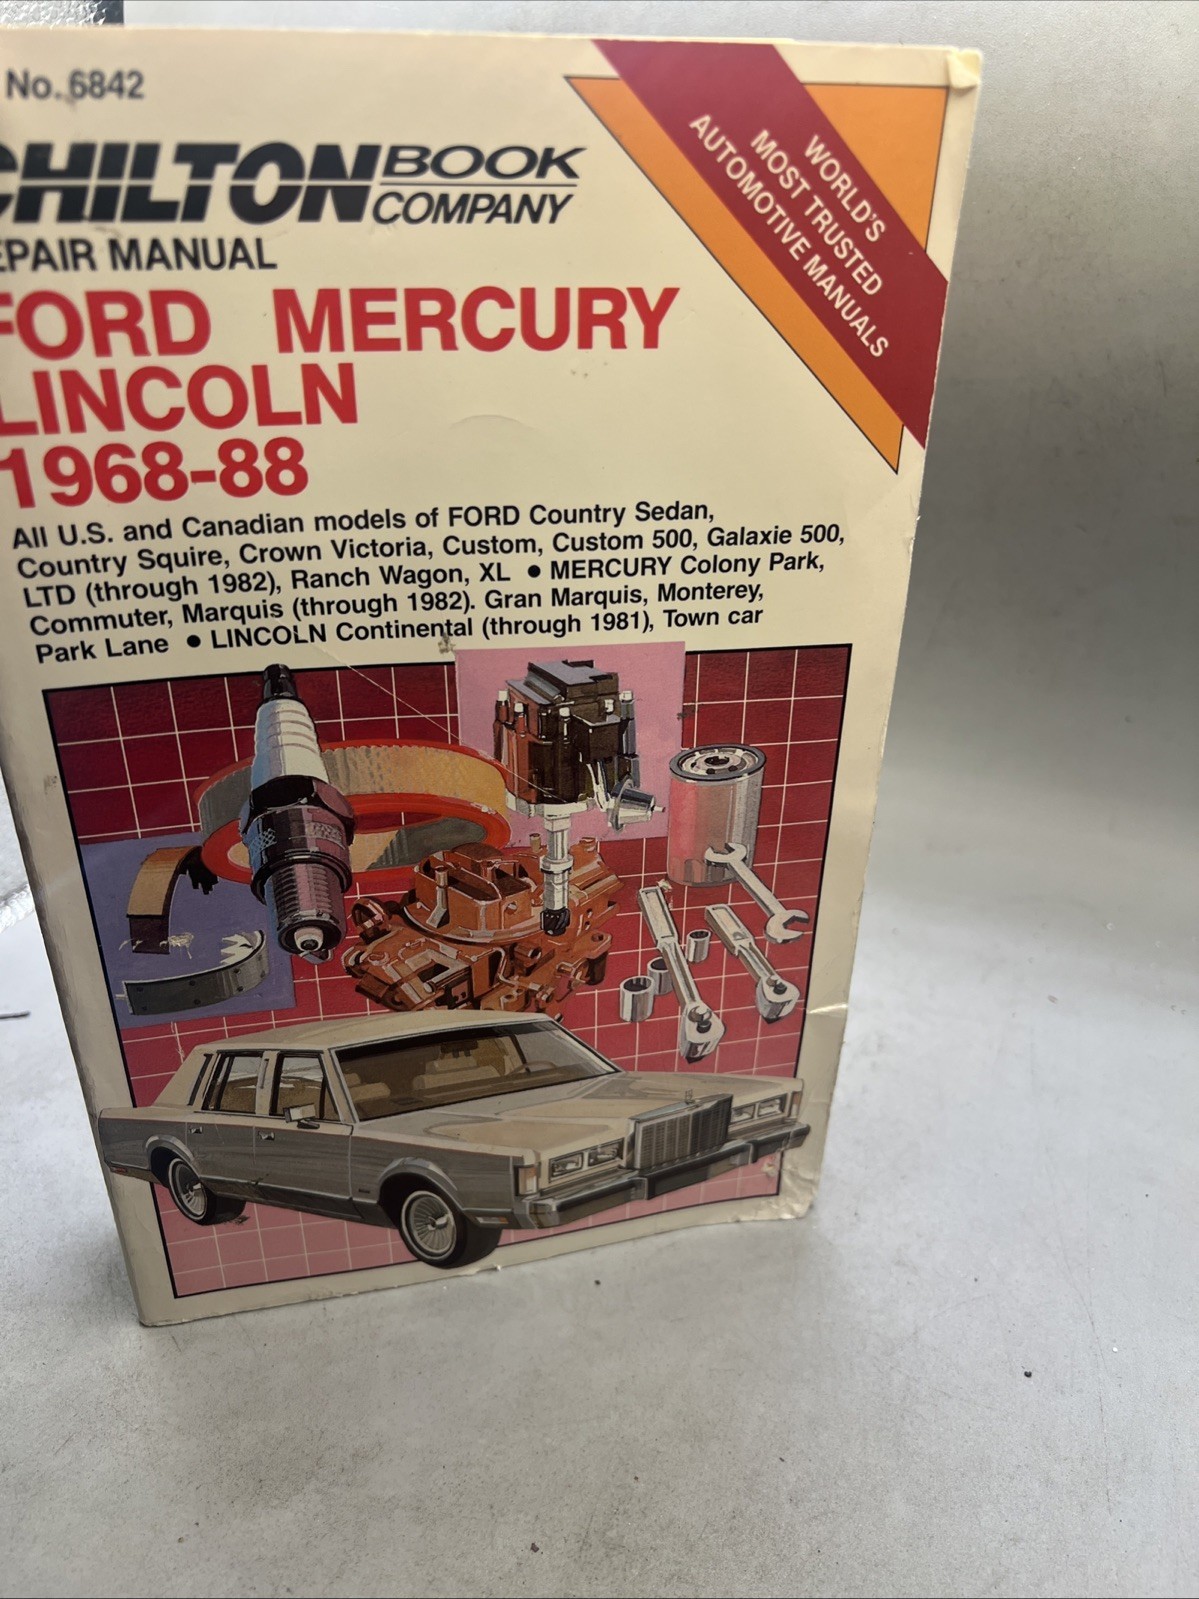 No. 6842
CHILTON BOOK COMPANY
REPAIR MANUAL
FORD MERCURY
LINCOLN
1968-88
All U.S. and Canadian models of FORD Country Sedan,
Country Squire, Crown Victoria, Custom, Custom 500, Galaxie 500,
LTD (through 1982), Ranch Wagon, XL • MERCURY Colony Park,
Commuter, Marquis (through 1982). Gran Marquis, Monterey,
Park Lane • LINCOLN Continental (through 1981), Town car
WORLD'S
MOST TRUSTED
AUTOMOTIVE MANUALS